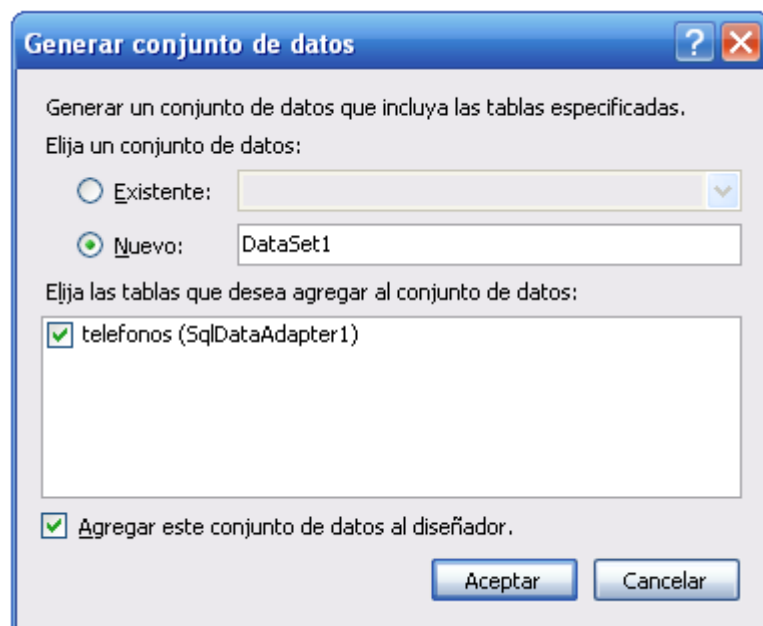 Generar conjunto de datos
Generar un conjunto de datos que incluya las tablas especificadas.
Elija un conjunto de datos:
Existente:
Nuevo:
DataSet1
Elija las tablas que desea agregar al conjunto de datos:
telefonos (SqlDataAdapter1)
Agregar este conjunto de datos al diseñador.
Aceptar
Cancelar